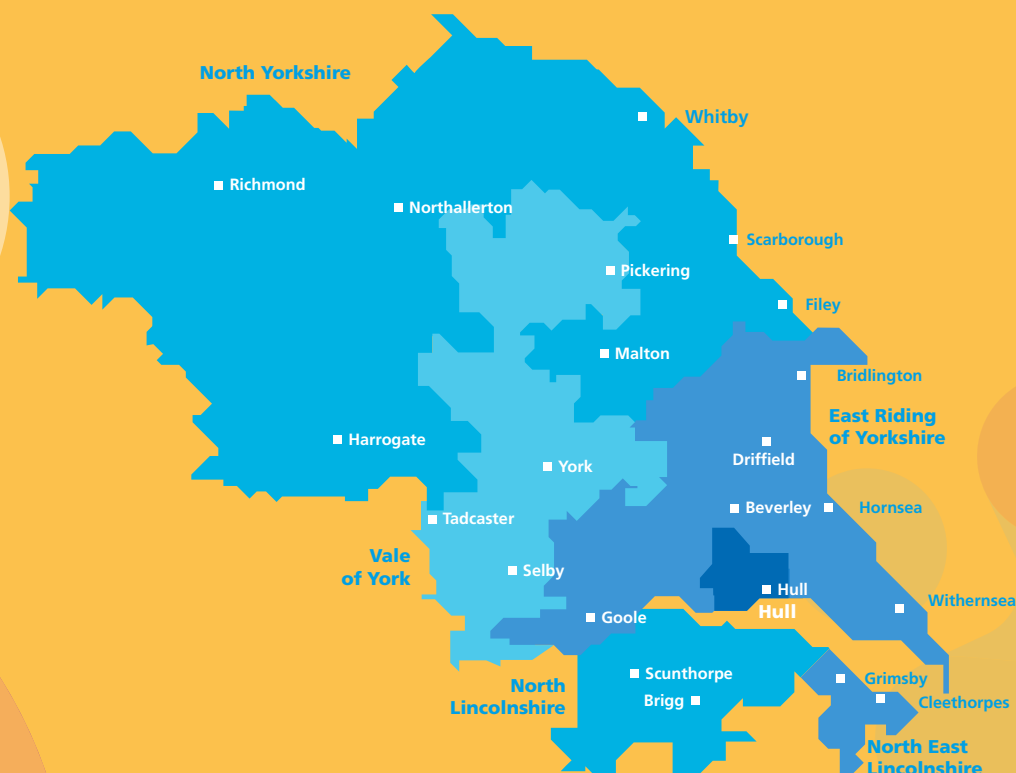 North Yorkshire
Whitby
Richmond
Northallerton
Scarborough
Pickering
Filey
Malton
Bridlington
East Riding
of Yorkshire
Harrogate
Driffield
York
Beverley
Hornsea
Tadcaster
Vale
of York
Selby
Hull
Hull
Withernsea
Goole
Scunthorpe
Grimsby
North
Lincolnshire
Brigg
Cleethorpes
North East
Lincolnshire